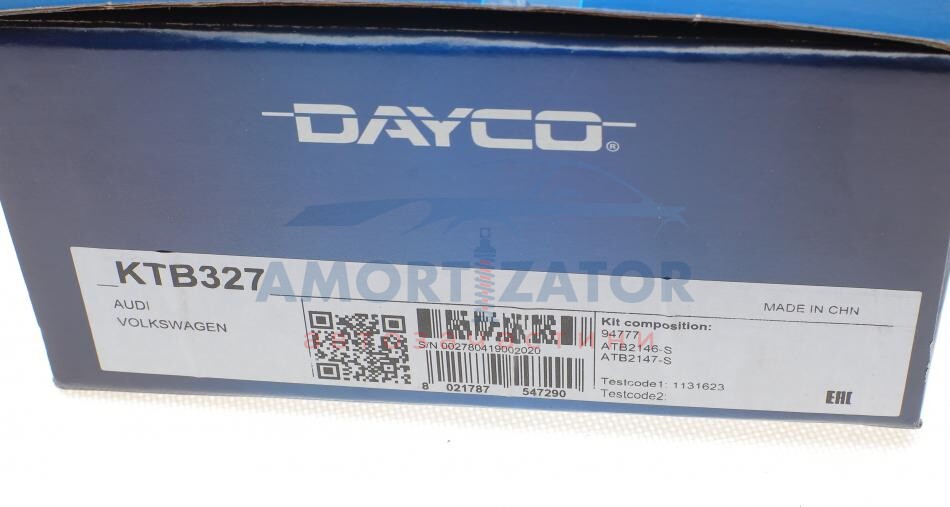 DAYCO®
KTB327
AMORTIZATOR
AUDI
VOLKSWAGEN
MADE IN CHN
S/N 002780419002020
8 021787 547290
Kit composition:
94777
ATB2146-S
ATB2147-S
Testcode1: 1131623
Testcode2:
EAC